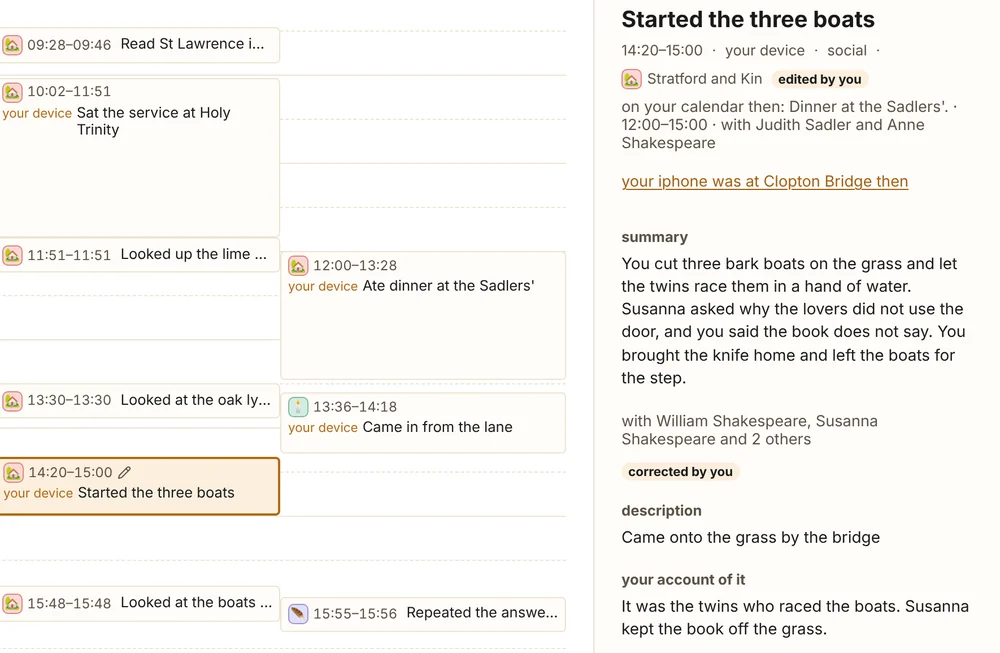 09:28–09:46 Read St Lawrence i...
10:02–11:51
your device Sat the service at Holy
Trinity
11:51–11:51 Looked up the lime ...
12:00–13:28
your device Ate dinner at the Sadlers'
13:30–13:30 Looked at the oak ly...
13:36–14:18
your device Came in from the lane
14:20–15:00
your device Started the three boats
15:48–15:48 Looked at the boats ...
15:55–15:56 Repeated the answe...
Started the three boats
14:20–15:00 · your device · social ·
Stratford and Kin edited by you
on your calendar then: Dinner at the Sadlers'. ·
12:00–15:00 · with Judith Sadler and Anne
Shakespeare
your iphone was at Clopton Bridge then
summary
You cut three bark boats on the grass and let
the twins race them in a hand of water.
Susanna asked why the lovers did not use the
door, and you said the book does not say. You
brought the knife home and left the boats for
the step.
with William Shakespeare, Susanna
Shakespeare and 2 others
corrected by you
description
Came onto the grass by the bridge
your account of it
It was the twins who raced the boats. Susanna
kept the book off the grass.